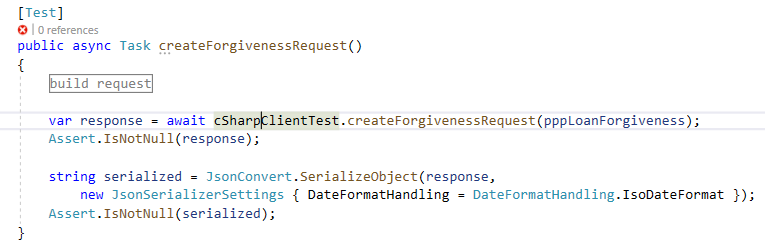 [Test]
| 0 references
public async Task createForgivenessRequest()
{
build request
var response = await cSharpClientTest.createForgivenessRequest(pppLoanForgiveness);
Assert.IsNotNull(response);
string serialized = JsonConvert.SerializeObject(response,
new JsonSerializerSettings { DateFormatHandling = DateFormatHandling.IsoDateFormat });
Assert.IsNotNull(serialized);
}